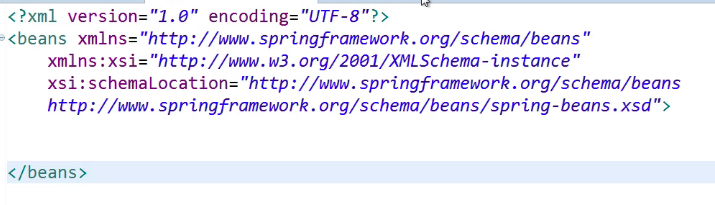 <?xml version="1.0" encoding="UTF-8"?>
<beans xmlns="http://www.springframework.org/schema/beans"
xmlns:xsi="http://www.w3.org/2001/XMLSchema-instance"
xsi:schemaLocation="http://www.springframework.org/schema/beans
http://www.springframework.org/schema/beans/spring-beans.xsd">
</beans>